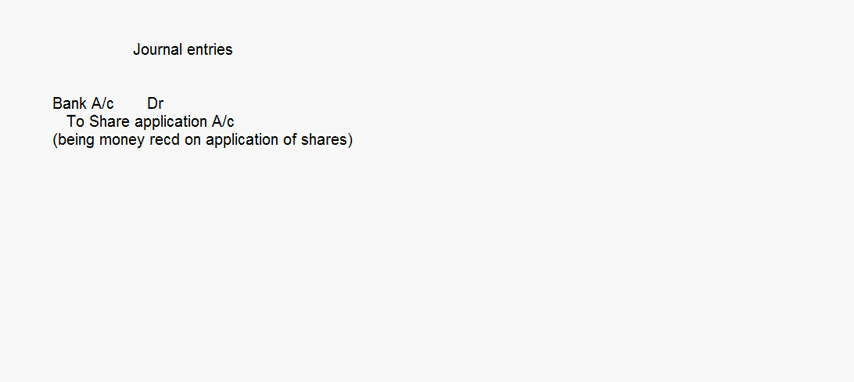 Journal entries
Bank A/c Dr
To Share application A/c
(being money recd on application of shares)